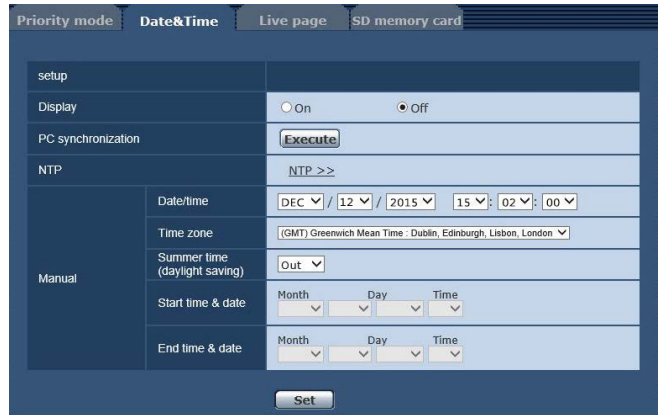 Priority mode Date&Time Live page SD memory card
setup
Display On Off
PC synchronization Execute
NTP NTP >>
Manual
Date/time DEC / 12 / 2015 15 : 02 : 00
Time zone (GMT) Greenwich Mean Time : Dublin, Edinburgh, Lisbon, London
Summer time
(daylight saving) Out
Start time & date Month Day Time
End time & date Month Day Time
Set